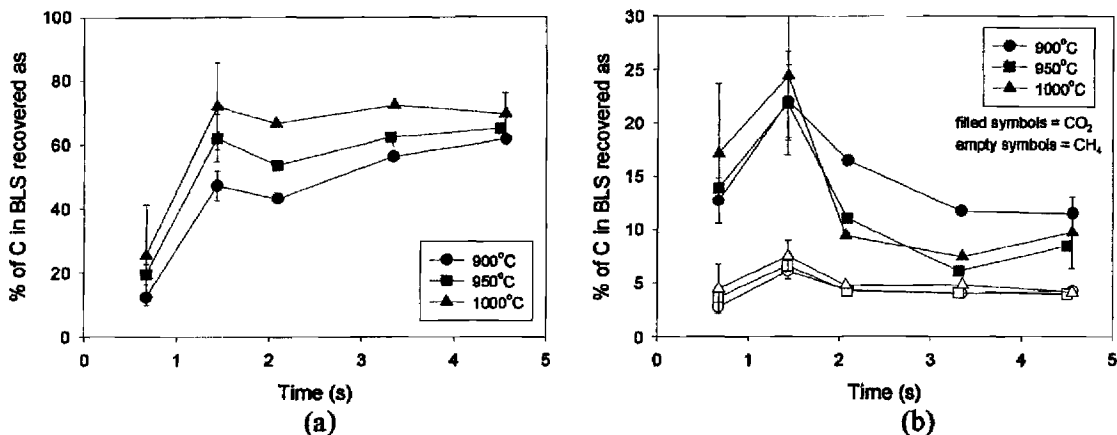 % of C in BLS recovered as
100
80
60
40
20
0
0 1 2 3 4 5
900°C
950°C
1000°C
Time (s)
(a)
% of C in BLS recovered as
30
25
20
15
10
5
0
0 1 2 3 4 5
900°C
950°C
1000°C
filled symbols = CO₂
empty symbols = CH₄
Time (s)
(b)